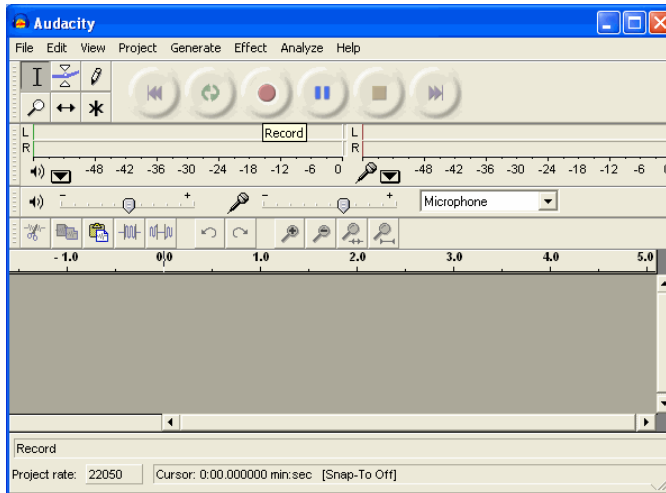 Audacity
File Edit View Project Generate Effect Analyze Help
Record
L
R
-48 -42 -36 -30 -24 -18 -12 -6 0
L
R
-48 -42 -36 -30 -24 -18 -12 -6 0
- + - + Microphone
- 1.0 0.0 1.0 2.0 3.0 4.0 5.0
Record
Project rate: 22050 Cursor: 0:00.000000 min:sec [Snap-To Off]